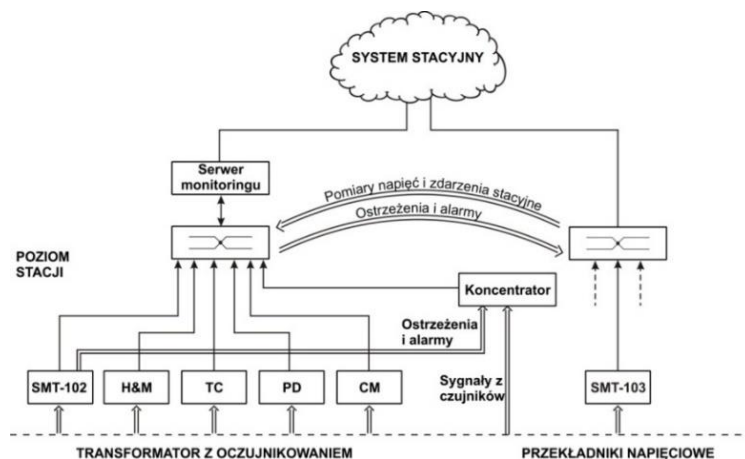 SYSTEM STACYJNY
Serwer
monitoringu
Pomiary napięć i zdarzenia stacyjne
Ostrzeżenia i alarmy
POZIOM
STACJI
Koncentrator
Ostrzeżenia
i alarmy
SMT-102
H&M
TC
PD
CM
Sygnały z
czujników
SMT-103
TRANSFORMATOR Z OCZUJNIKOWANIEM
PRZEKŁADNIKI NAPIĘCIOWE